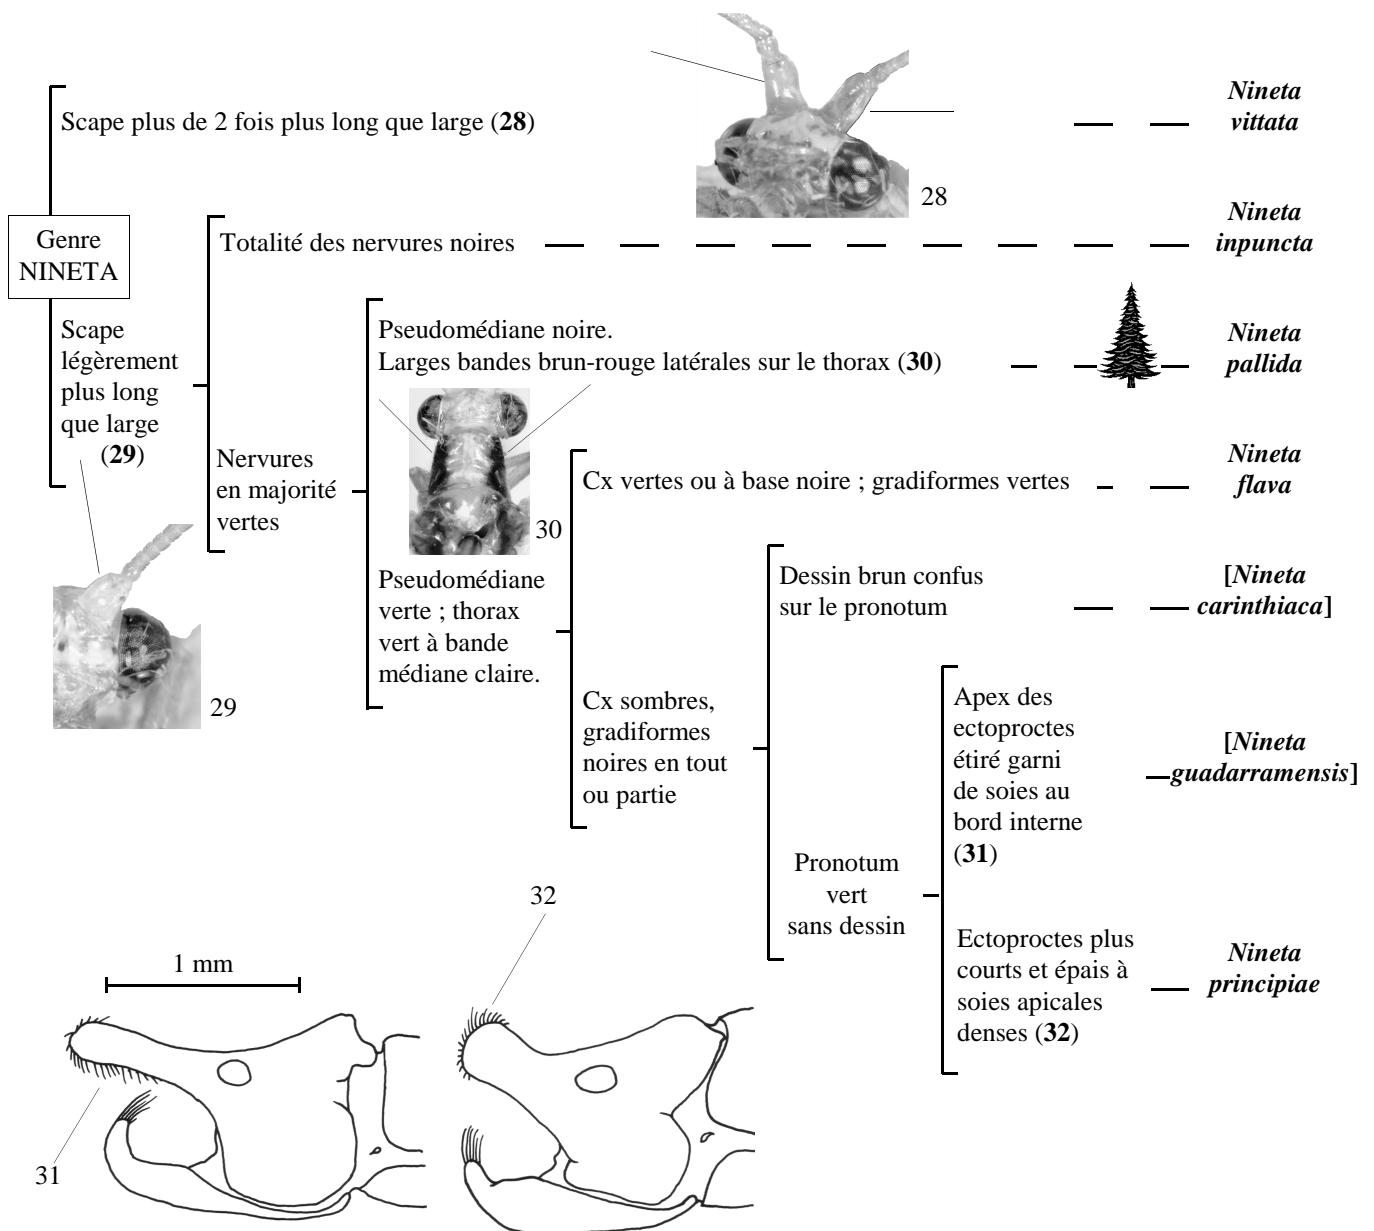 Scape plus de 2 fois plus long que large (28)
28
Nineta
vittata
Genre
NINETA
Totalité des nervures noires
Nineta
inpuncta
Scape
légèrement
plus long
que large
(29)
29
Nervures
en majorité
vertes
Pseudomédiane noire.
Larges bandes brun-rouge latérales sur le thorax (30)
30
Nineta
pallida
Pseudomédiane
verte ; thorax
vert à bande
médiane claire.
Cx vertes ou à base noire ; gradiformes vertes
Nineta
flava
Cx sombres,
gradiformes
noires en tout
ou partie
Dessin brun confus
sur le pronotum
[Nineta
carinthiaca]
Pronotum
vert
sans dessin
Apex des
ectoproctes
étiré garni
de soies au
bord interne
(31)
[Nineta
guadarramensis]
Ectoproctes plus
courts et épais à
soies apicales
denses (32)
Nineta
principiae
1 mm
31
32